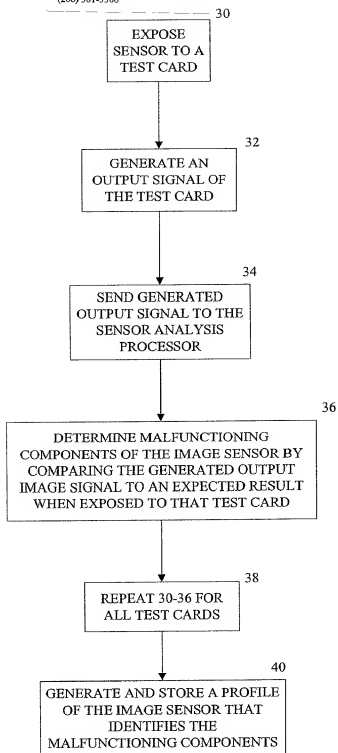 30
EXPOSE
SENSOR TO A
TEST CARD
32
GENERATE AN
OUTPUT SIGNAL OF
THE TEST CARD
34
SEND GENERATED
OUTPUT SIGNAL TO THE
SENSOR ANALYSIS
PROCESSOR
36
DETERMINE MALFUNCTIONING
COMPONENTS OF THE IMAGE SENSOR BY
COMPARING THE GENERATED OUTPUT
IMAGE SIGNAL TO AN EXPECTED RESULT
WHEN EXPOSED TO THAT TEST CARD
38
REPEAT 30-36 FOR
ALL TEST CARDS
40
GENERATE AND STORE A PROFILE
OF THE IMAGE SENSOR THAT
IDENTIFIES THE
MALFUNCTIONING COMPONENTS